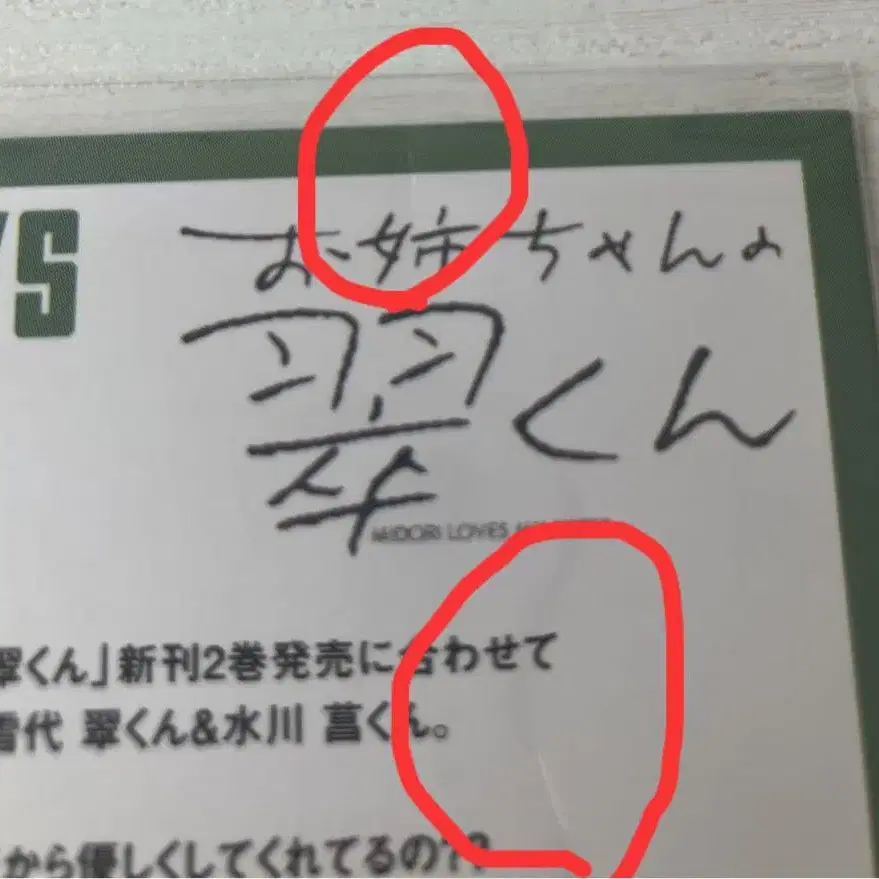 YS
お姉ちゃんの
翠くん
MIDORI LOVES
翠くん」新刊2巻発売に合わせて
雪代 翠くん&水川 菖くん。
から優しくしてくれてるの??